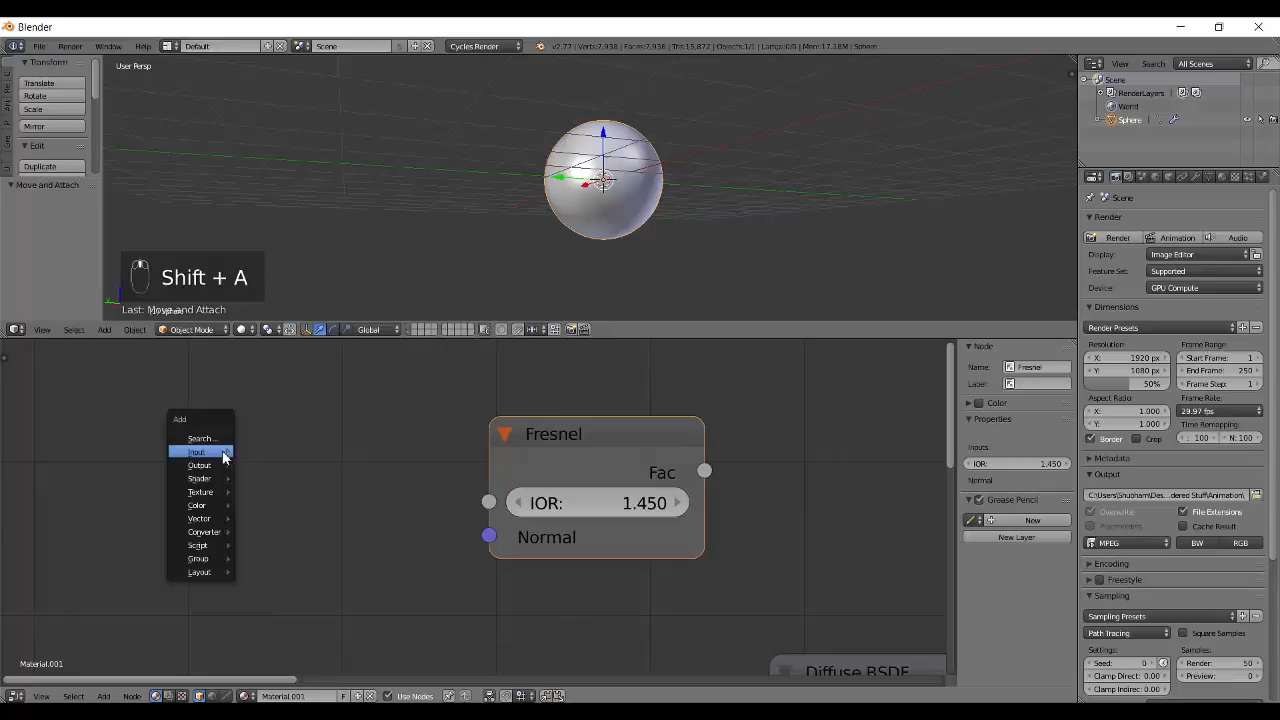 Blender
File Render Window Help Default Scene Cycles Render v2.77 | Verts:7,938 | Faces:7,936 | Tris:15,872 | Objects:1/1 | Lamps:0/0 | Mem:17.18M | Sphere
View Search All Scenes
Transform
Translate
Rotate
Scale
Mirror
Edit
Duplicate
Move and Attach
User Persp
Shift + A
Last: Move and Attach
View Select Add Object Object Mode Global
Scene
RenderLayers
World
Sphere
Scene
Render
Render Animation Audio
Display: Image Editor
Feature Set: Supported
Device: GPU Compute
Dimensions
Render Presets
Resolution: Frame Range:
X: 1920 px Start Frame: 1
Y: 1080 px End Frame: 250
50% Frame Step: 1
Aspect Ratio: Frame Rate:
X: 1.000 29.97 fps
Y: 1.000 Time Remapping:
Border Crop : 100 N: 100
Metadata
Output
C:\Users\Shubham\Des...dered Stuff\Animation\
Overwrite File Extensions
Placeholders Cache Result
MPEG BW RGB
Encoding
Freestyle
Sampling
Sampling Presets
Path Tracing Square Samples
Settings: Samples:
Seed: 0 Render: 50
Clamp Direct: 0.00 Preview: 0
Clamp Indirec: 0.00
Add
Search...
Input
Output
Shader
Texture
Color
Vector
Converter
Script
Group
Layout
Fresnel
Fac
IOR: 1.450
Normal
Diffuse BSDF
Node
Name: Fresnel
Label:
Color
Properties
Inputs
IOR: 1.450
Normal
Grease Pencil
New
New Layer
Material.001
View Select Add Node Material.001 F Use Nodes